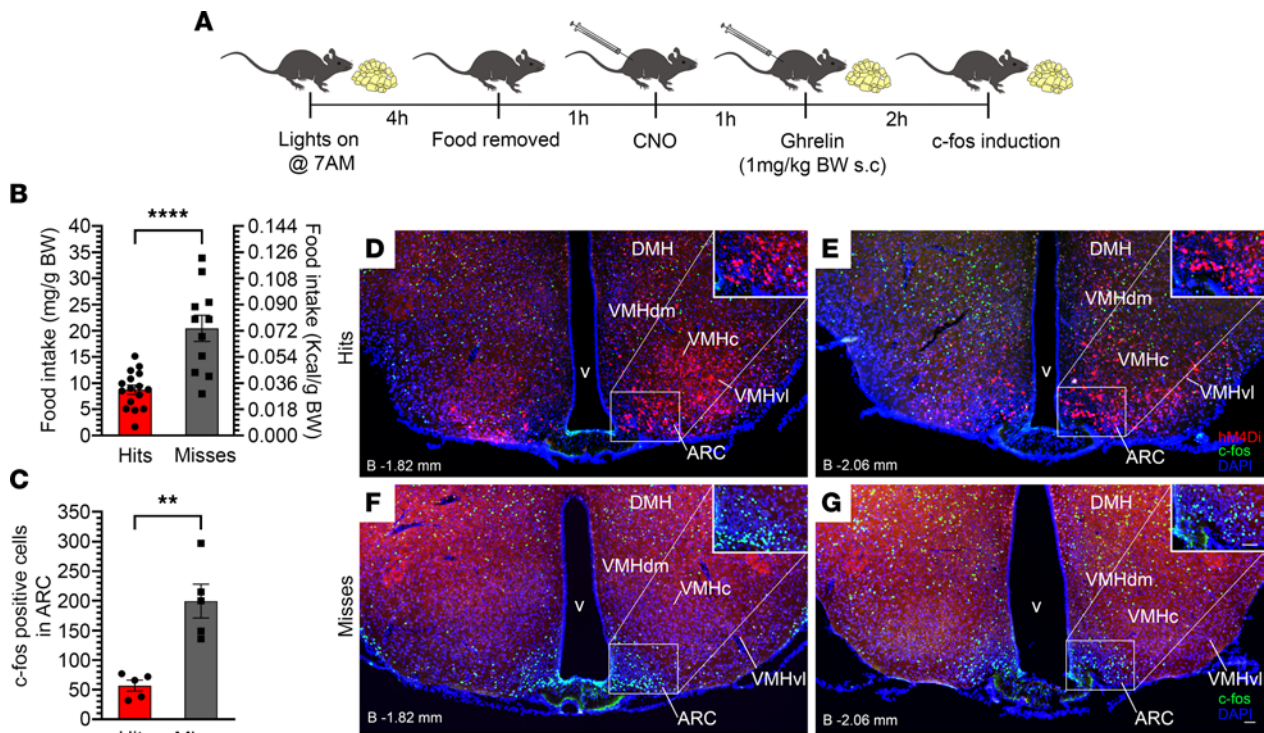 A
4h
1h
1h
2h
Lights on
@ 7AM
Food removed
CNO
Ghrelin
(1mg/kg BW s.c)
c-fos induction
B
****
Food intake (mg/g BW)
40
35
30
25
20
15
10
5
0
0.144
0.126
0.108
0.090
0.072
0.054
0.036
0.018
0.000
Food intake (Kcal/g BW)
Hits
Misses
C
**
c-fos positive cells
in ARC
350
300
250
200
150
100
50
0
Hits
D
DMH
VMHdm
VMHc
VMHvl
v
ARC
B -1.82 mm
Hits
E
DMH
VMHdm
VMHc
VMHvl
v
ARC
B -2.06 mm
hM4Di
c-fos
DAPI
F
DMH
VMHdm
VMHc
VMHvl
v
ARC
B -1.82 mm
Misses
G
DMH
VMHdm
VMHc
VMHvl
v
ARC
B -2.06 mm
c-fos
DAPI